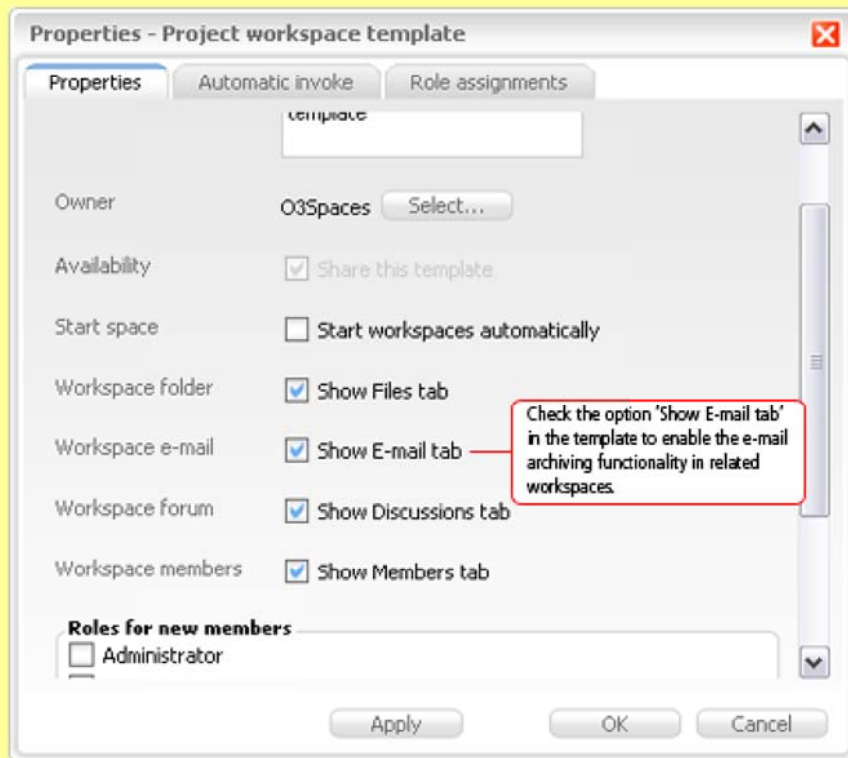 Properties - Project workspace template
Properties
Automatic invoke
Role assignments
template
Owner
O3Spaces
Select...
Availability
Share this template
Start space
Start workspaces automatically
Workspace folder
Show Files tab
Workspace e-mail
Show E-mail tab
Check the option 'Show E-mail tab'
in the template to enable the e-mail
archiving functionality in related
workspaces.
Workspace forum
Show Discussions tab
Workspace members
Show Members tab
Roles for new members
Administrator
Apply
OK
Cancel